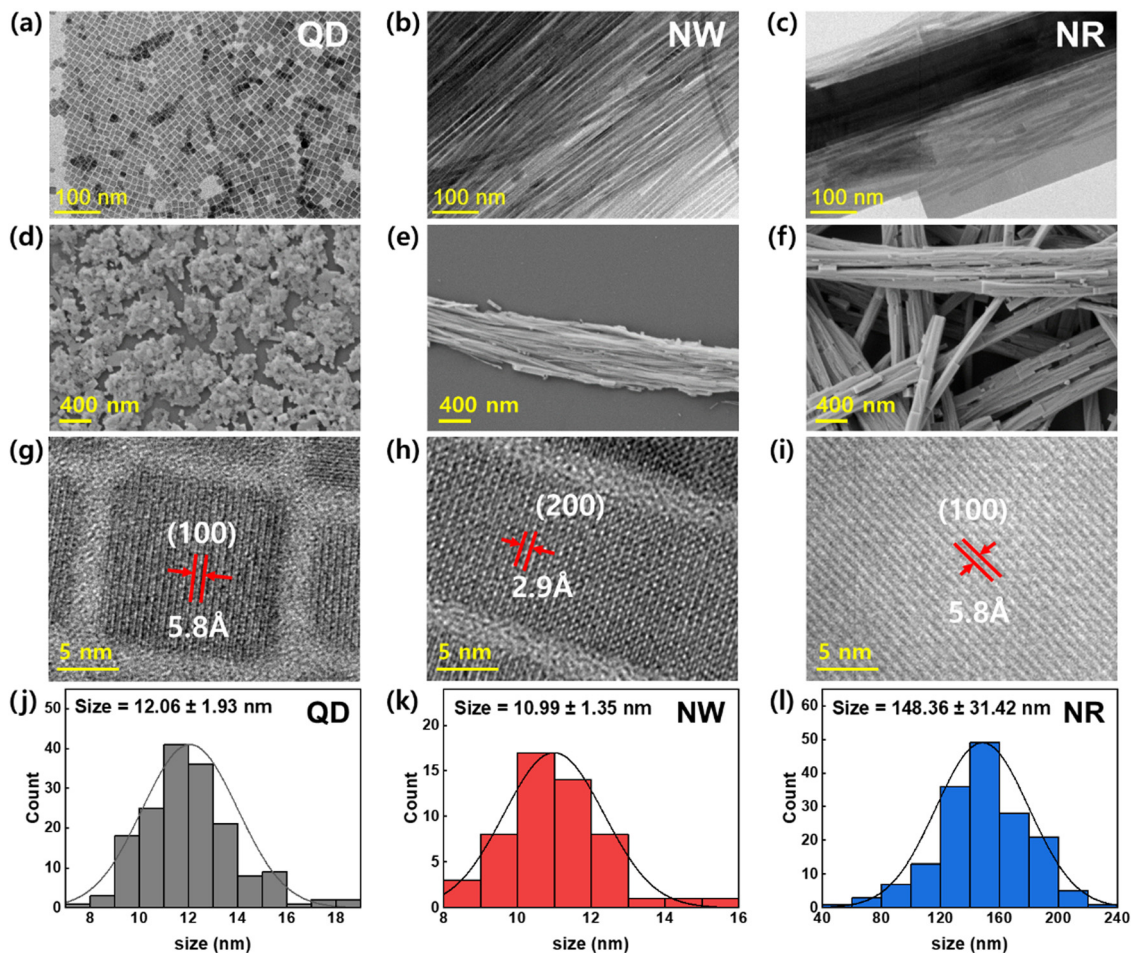 (a) QD
100 nm
(b) NW
100 nm
(c) NR
100 nm
(d)
400 nm
(e)
400 nm
(f)
400 nm
(g)
(100)
5.8Å
5 nm
(h)
(200)
2.9Å
5 nm
(i)
(100)
5.8Å
5 nm
(j)
Size = 12.06 ± 1.93 nm QD
Count
50
40
30
20
10
0
8 10 12 14 16 18
size (nm)
(k)
Size = 10.99 ± 1.35 nm NW
Count
20
15
10
5
0
8 10 12 14 16
size (nm)
(l)
Size = 148.36 ± 31.42 nm NR
Count
60
50
40
30
20
10
0
40 80 120 160 200 240
size (nm)